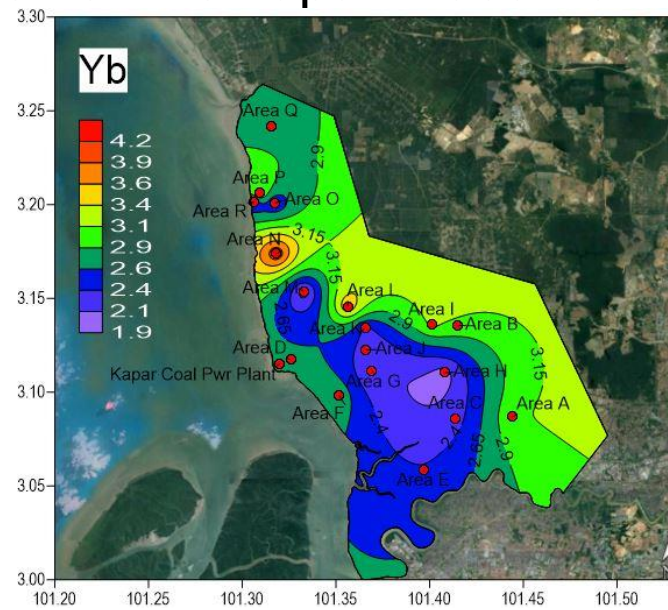 3.30
Yb
3.25
Area Q
4.2
3.9
3.6
3.4
3.1
2.9
2.6
2.4
2.1
1.9
2.9
Area P
3.20
Area O
Area R
3.15
Area N
3.15
3.15
Area M
Area L
Area I
Area B
2.9
2.65
Area K
Area J
Area D
3.15
Kapar Coal Pwr Plant
Area G
Area H
3.10
Area F
Area C
Area A
2.4
2.4
2.65
2.9
Area E
3.05
3.00
101.20
101.25
101.30
101.35
101.40
101.45
101.50